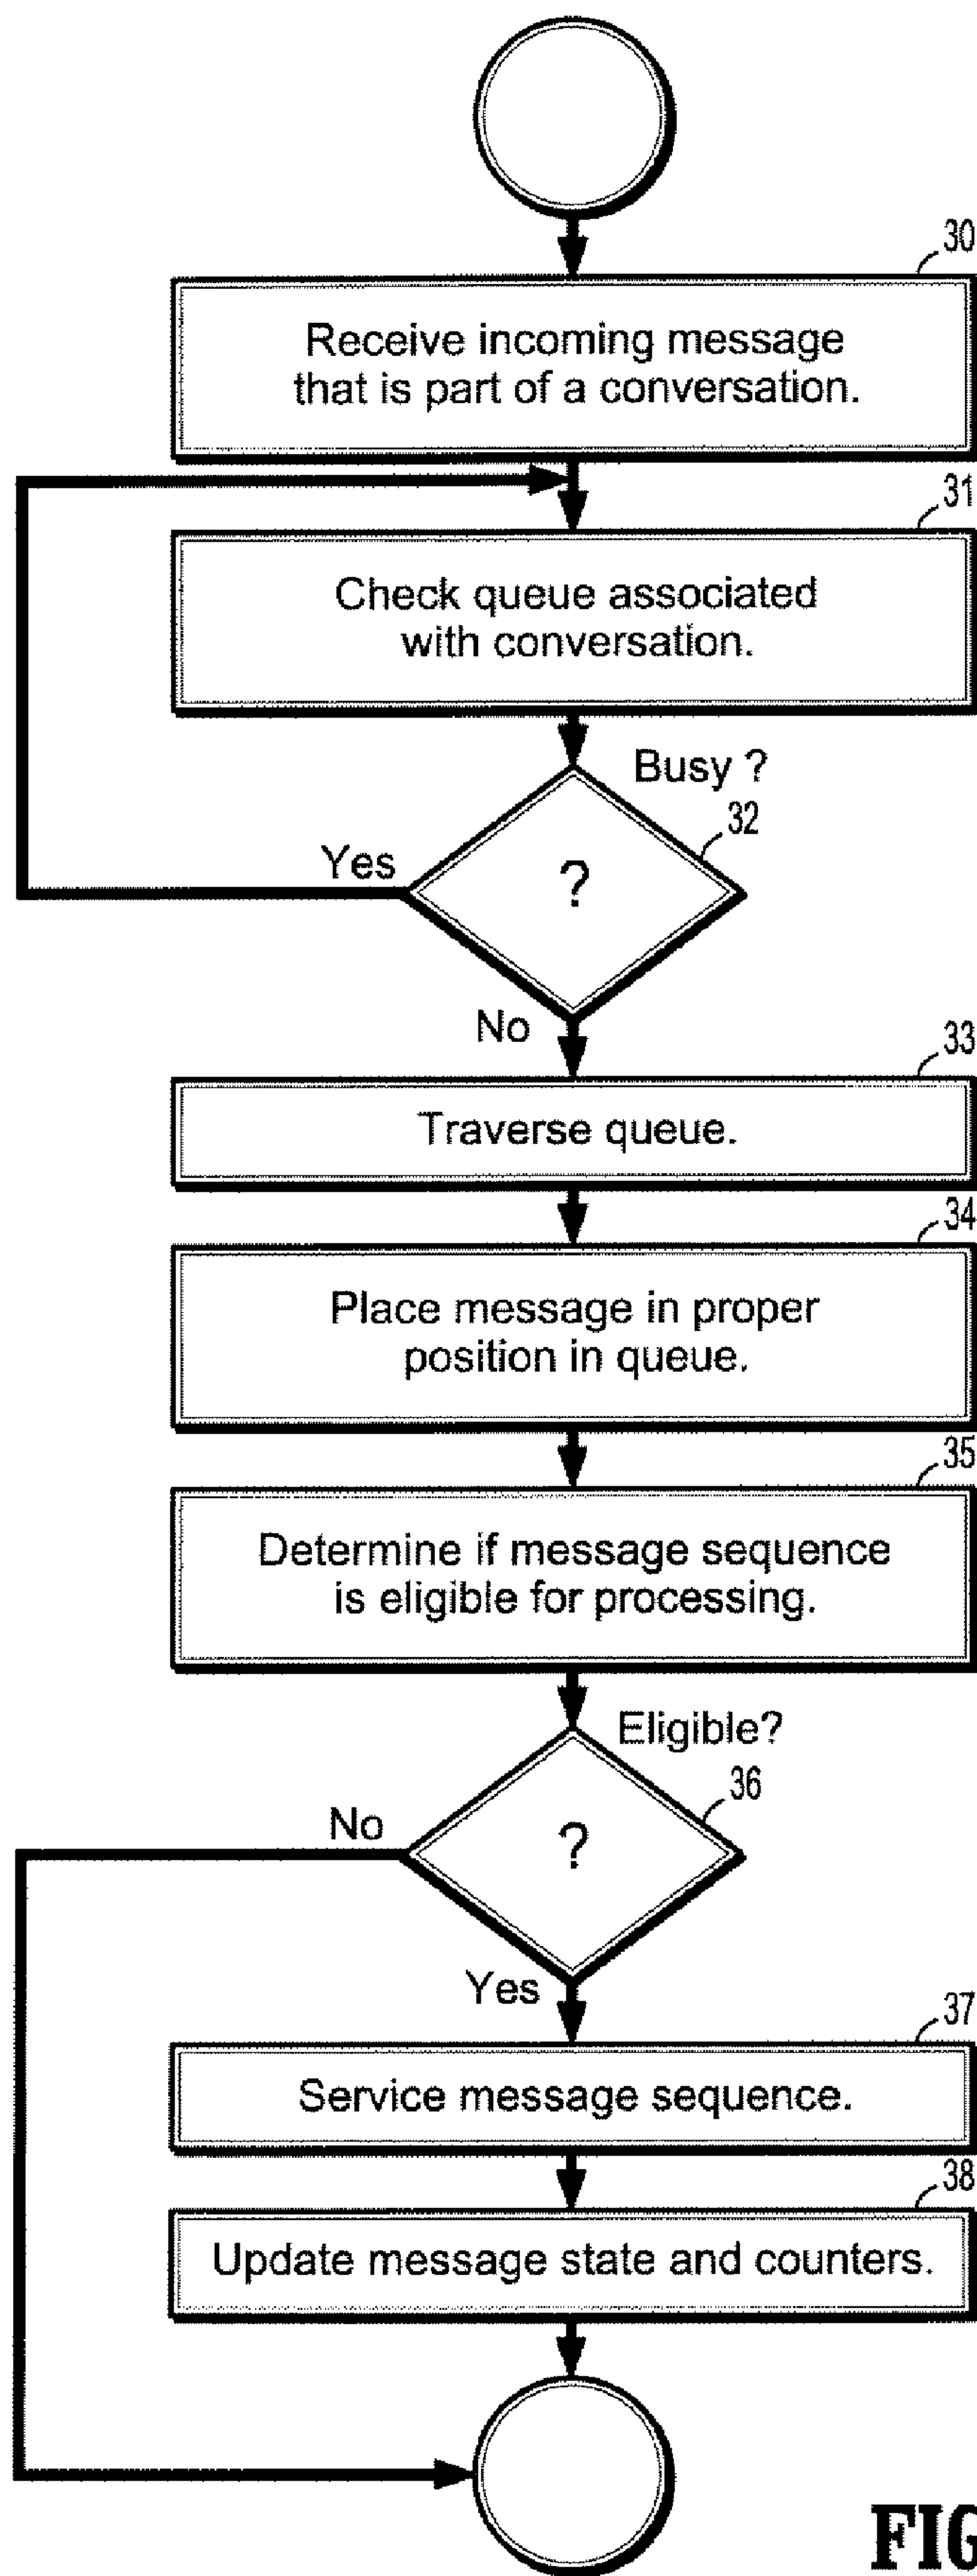 30
Receive incoming message
that is part of a conversation.
31
Check queue associated
with conversation.
Busy ?
32
Yes
?
No
33
Traverse queue.
34
Place message in proper
position in queue.
35
Determine if message sequence
is eligible for processing.
Eligible?
36
No
?
Yes
37
Service message sequence.
38
Update message state and counters.
FIG